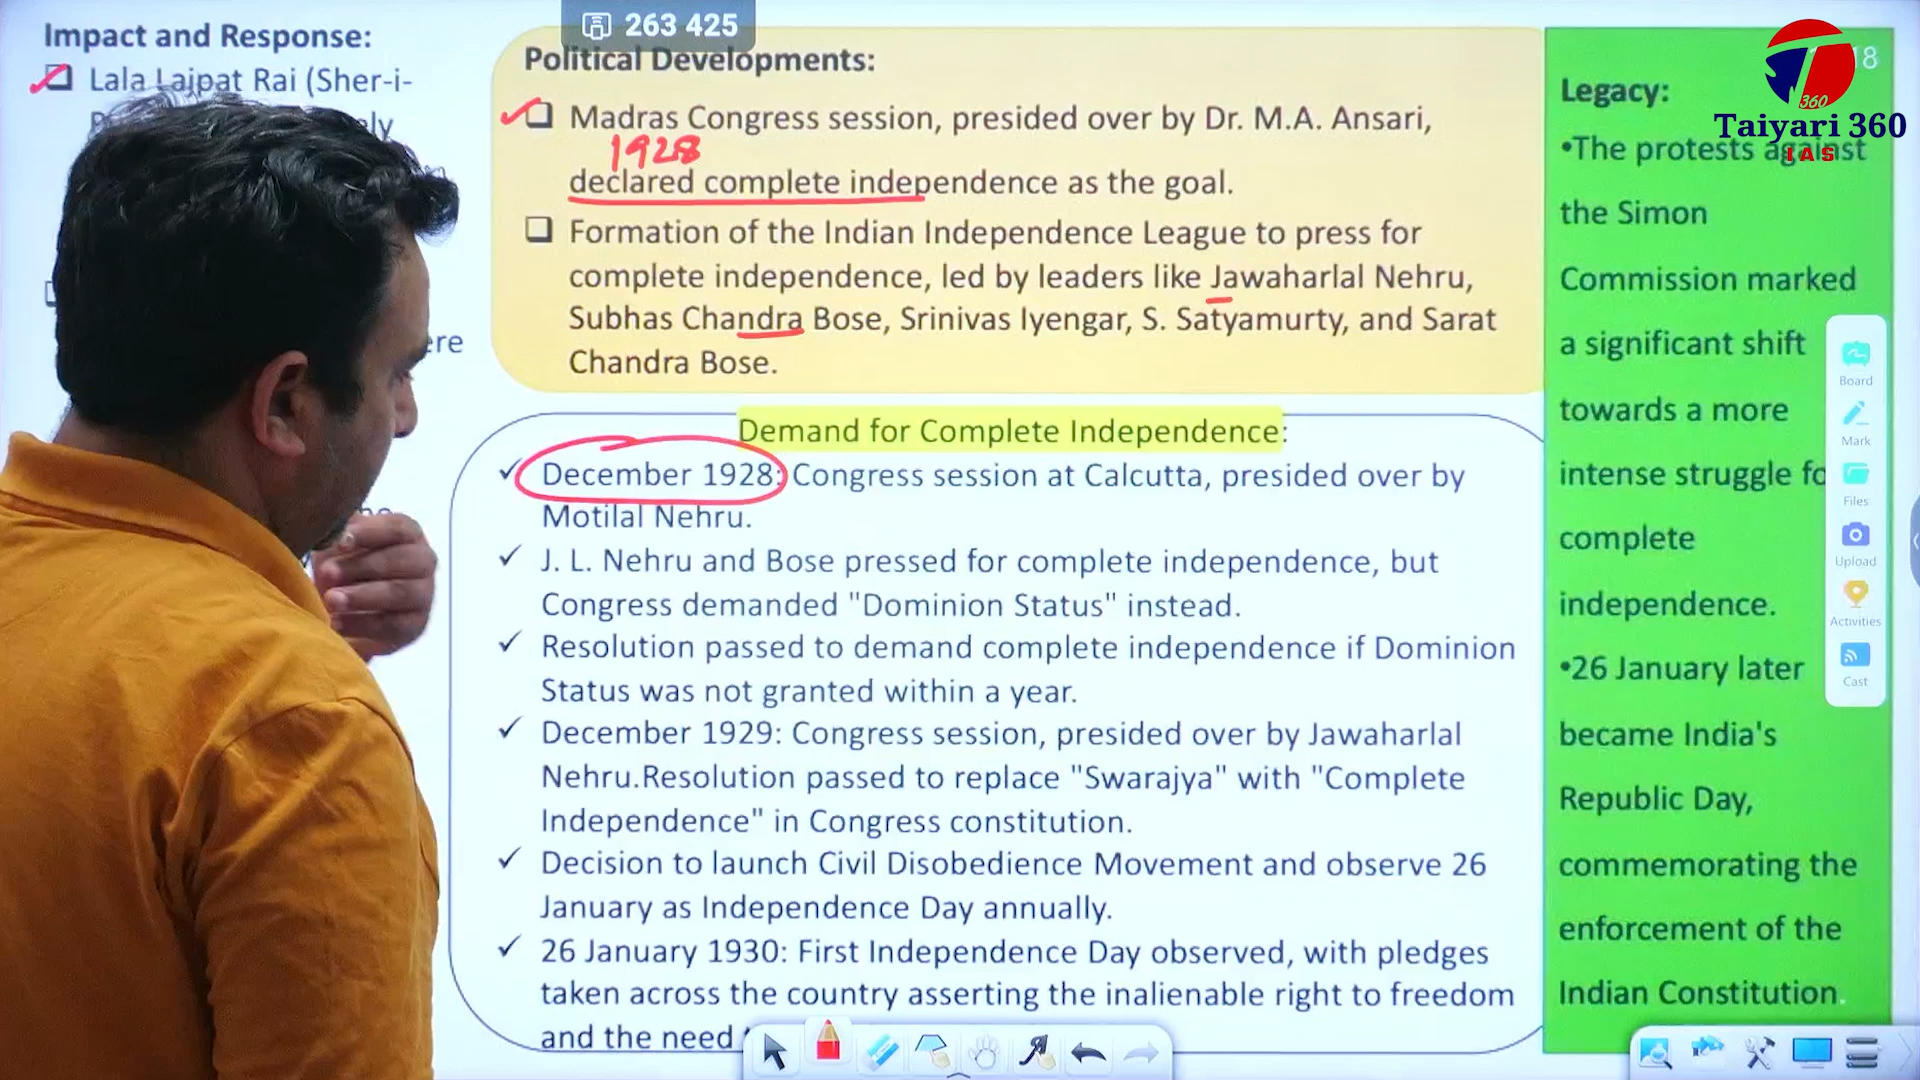 Impact and Response:
Lala Lajpat Rai (Sher-i-
ely
ere
263 425
Political Developments:
Madras Congress session, presided over by Dr. M.A. Ansari,
1928
declared complete independence as the goal.
Formation of the Indian Independence League to press for
complete independence, led by leaders like Jawaharlal Nehru,
Subhas Chandra Bose, Srinivas Iyengar, S. Satyamurty, and Sarat
Chandra Bose.
Demand for Complete Independence:
✓ December 1928: Congress session at Calcutta, presided over by
Motilal Nehru.
✓ J. L. Nehru and Bose pressed for complete independence, but
Congress demanded "Dominion Status" instead.
✓ Resolution passed to demand complete independence if Dominion
Status was not granted within a year.
✓ December 1929: Congress session, presided over by Jawaharlal
Nehru.Resolution passed to replace "Swarajya" with "Complete
Independence" in Congress constitution.
✓ Decision to launch Civil Disobedience Movement and observe 26
January as Independence Day annually.
✓ 26 January 1930: First Independence Day observed, with pledges
taken across the country asserting the inalienable right to freedom
and the need
18
360
Taiyari 360
IAS
Legacy:
•The protests against
the Simon
Commission marked
a significant shift
towards a more
intense struggle fo
complete
independence.
•26 January later
became India's
Republic Day,
commemorating the
enforcement of the
Indian Constitution.
Board
Mark
Files
Upload
Activities
Cast